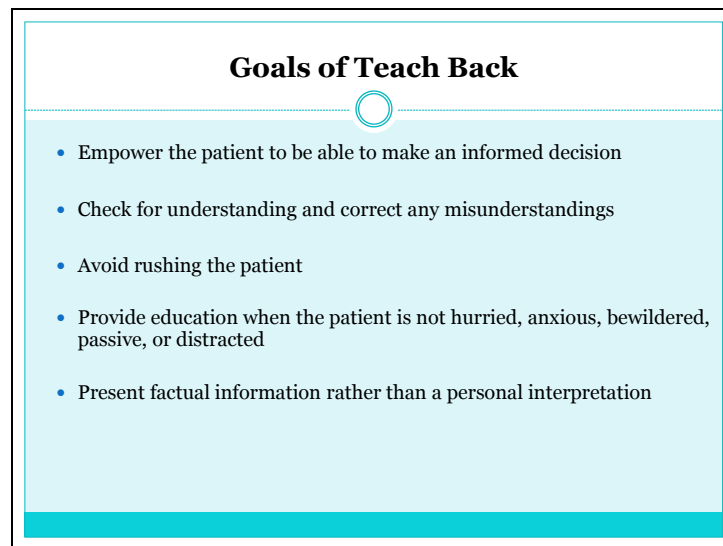 Goals of Teach Back
• Empower the patient to be able to make an informed decision
• Check for understanding and correct any misunderstandings
• Avoid rushing the patient
• Provide education when the patient is not hurried, anxious, bewildered,
passive, or distracted
• Present factual information rather than a personal interpretation